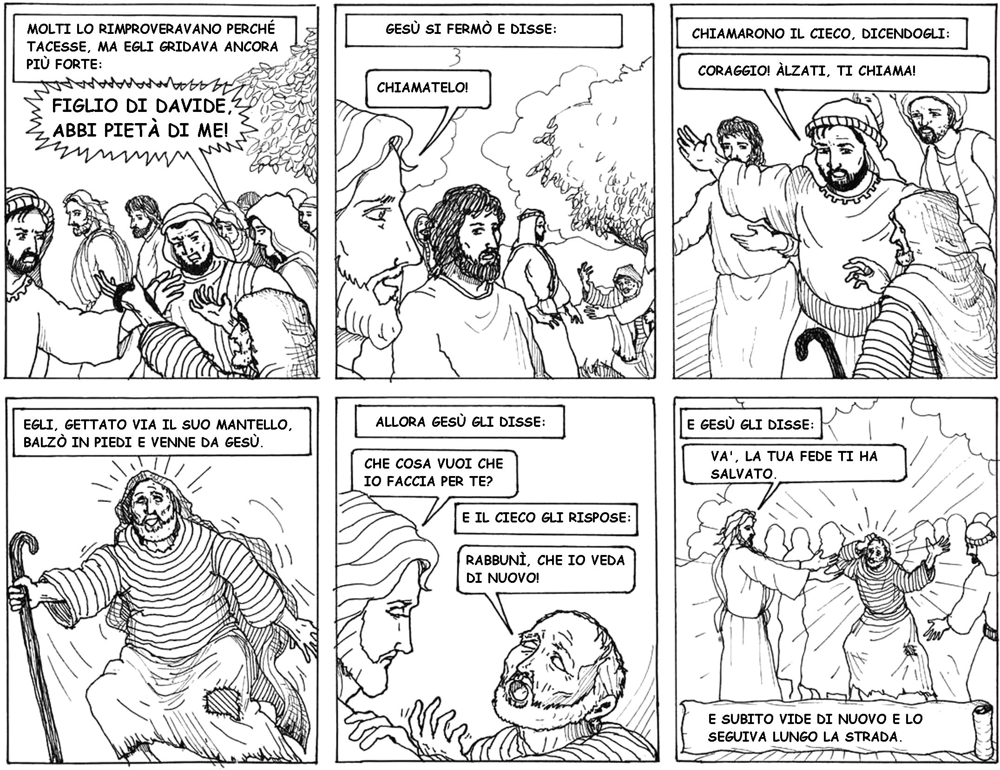 MOLTI LO RIMPROVERAVANO PERCHÉ
TACESSE, MA EGLI GRIDAVA ANCORA
PIÙ FORTE:
FIGLIO DI DAVIDE,
ABBI PIETÀ DI ME!
GESÙ SI FERMÒ E DISSE:
CHIAMATELO!
CHIAMARONO IL CIECO, DICENDOGLI:
CORAGGIO! ÀLZATI, TI CHIAMA!
EGLI, GETTATO VIA IL SUO MANTELLO,
BALZÒ IN PIEDI E VENNE DA GESÙ.
ALLORA GESÙ GLI DISSE:
CHE COSA VUOI CHE
IO FACCIA PER TE?
E IL CIECO GLI RISPOSE:
RABBUNÌ, CHE IO VEDA
DI NUOVO!
E GESÙ GLI DISSE:
VA', LA TUA FEDE TI HA
SALVATO.
E SUBITO VIDE DI NUOVO E LO
SEGUIVA LUNGO LA STRADA.